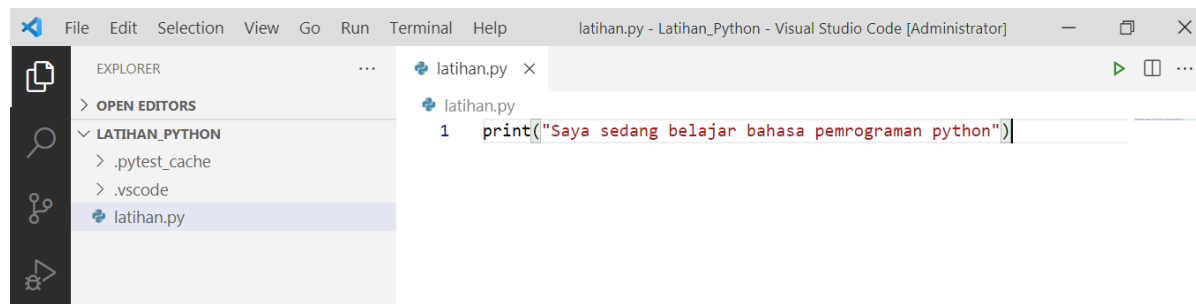 File Edit Selection View Go Run Terminal Help latihan.py - Latihan_Python - Visual Studio Code [Administrator]
EXPLORER
OPEN EDITORS
LATIHAN_PYTHON
.pytest_cache
.vscode
latihan.py
latihan.py
latihan.py
1 print("Saya sedang belajar bahasa pemrograman python")